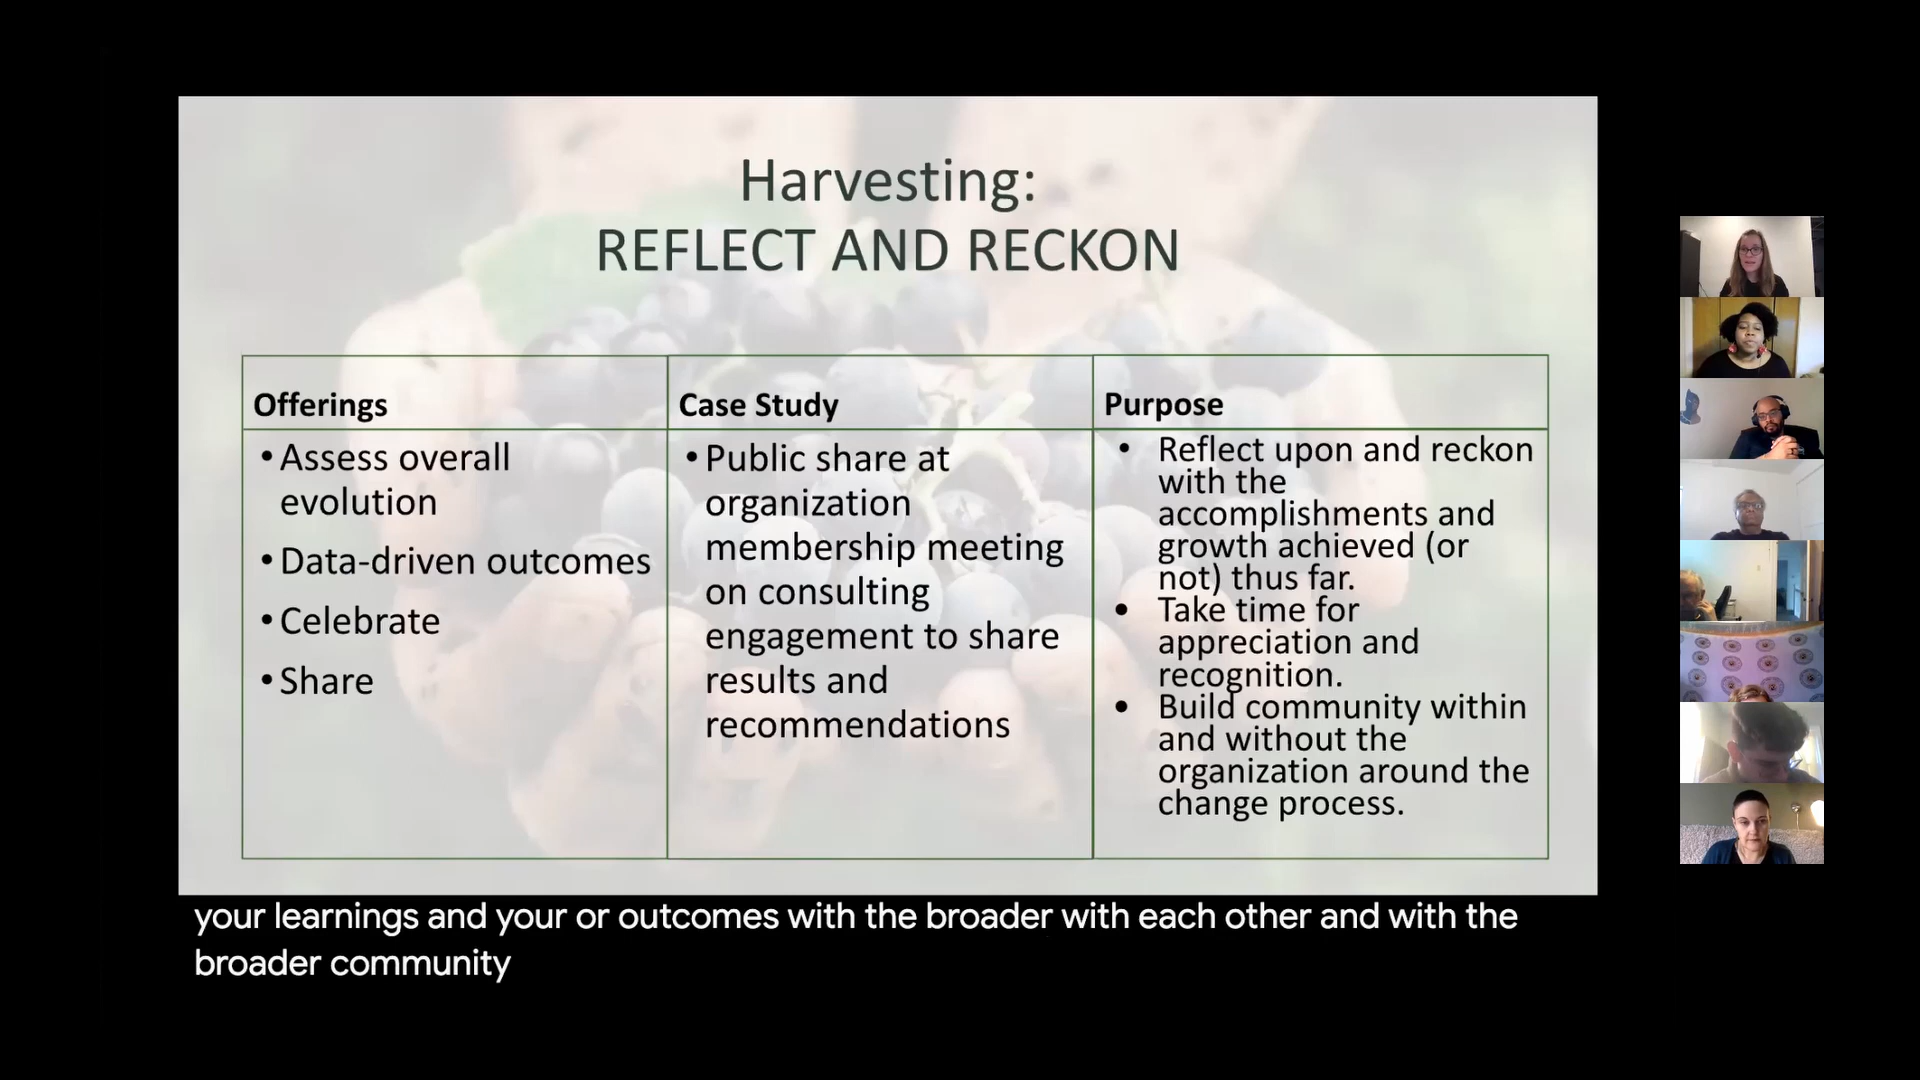 Harvesting:
REFLECT AND RECKON
Offerings
• Assess overall
evolution
• Data-driven outcomes
• Celebrate
• Share
Case Study
• Public share at
organization
membership meeting
on consulting
engagement to share
results and
recommendations
Purpose
• Reflect upon and reckon
with the
accomplishments and
growth achieved (or
not) thus far.
• Take time for
appreciation and
recognition.
• Build community within
and without the
organization around the
change process.
your learnings and your or outcomes with the broader with each other and with the
broader community